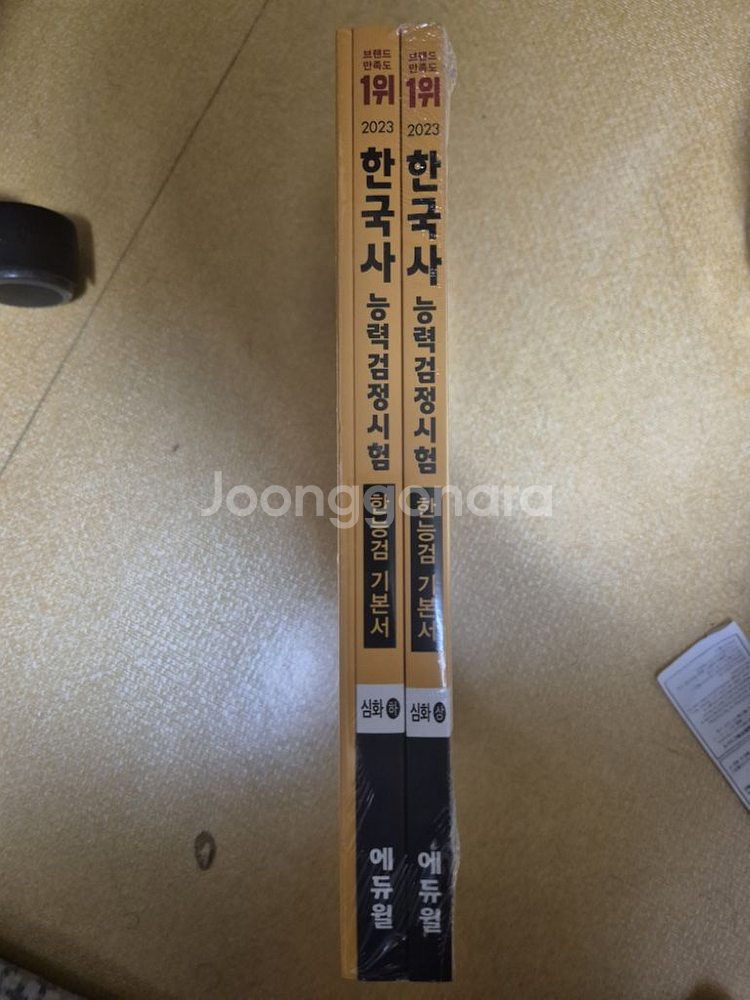 브랜드
만족도
1위
2023
한국사
능력검정시험
한능검 기본서
심화 하
에듀윌
브랜드
만족도
1위
2023
한국사
능력검정시험
한능검 기본서
심화 상
에듀윌
Joonggonara